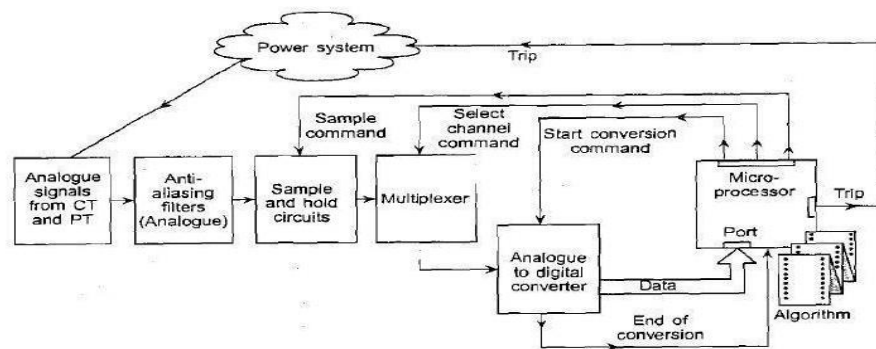 Power system
Trip
Sample
command
Select
channel
command
Start conversion
command
Analogue
signals
from CT
and PT
Anti-
aliasing
filters
(Analogue)
Sample
and hold
circuits
Multiplexer
Micro-
processor
Trip
Port
Analogue
to digital
converter
Data
End of
conversion
Algorithm